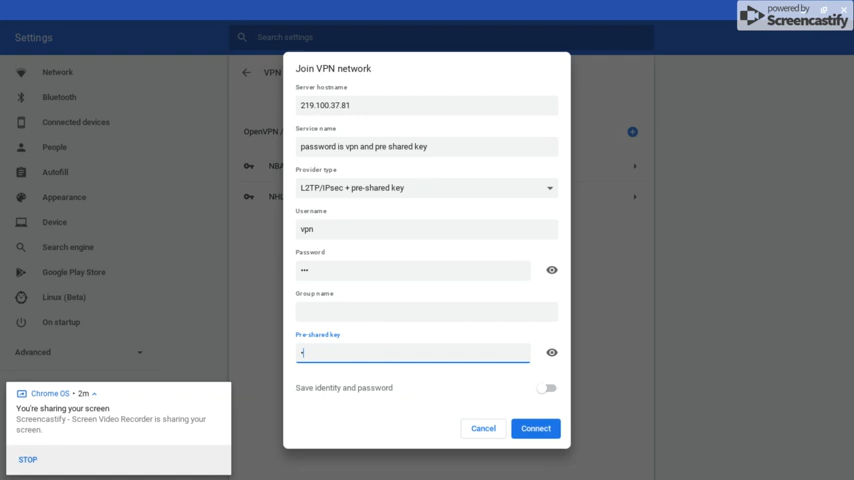 powered by
Screencastify
Settings
Search settings
Network
Bluetooth
Connected devices
People
Autofill
Appearance
Device
Search engine
Google Play Store
Linux (Beta)
On startup
Advanced
VPN
OpenVPN /
NBA
NHL
Join VPN network
Server hostname
219.100.37.81
Service name
password is vpn and pre shared key
Provider type
L2TP/IPsec + pre-shared key
Username
vpn
Password
•••
Group name
Pre-shared key
•
Save identity and password
Cancel
Connect
Chrome OS • 2m
You're sharing your screen
Screencastify - Screen Video Recorder is sharing your
screen.
STOP